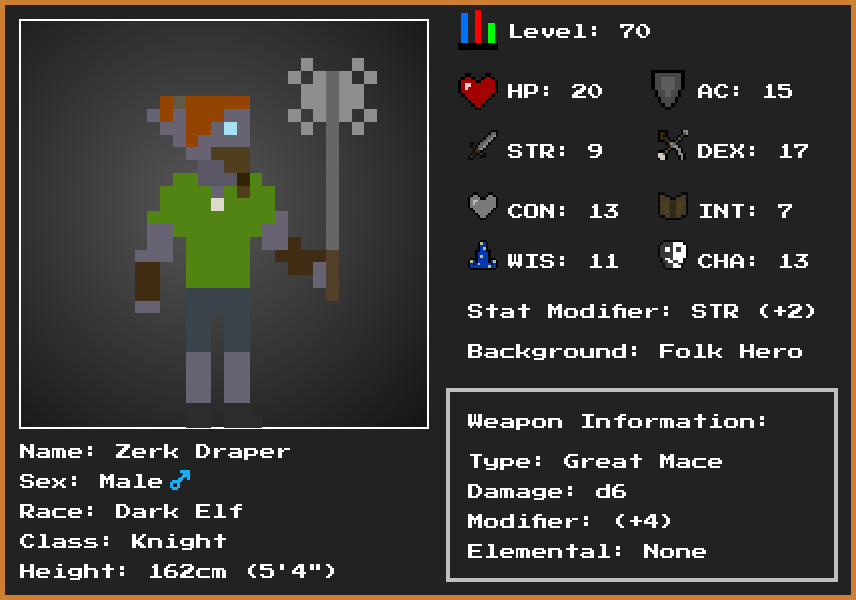 Level: 70
HP: 20 AC: 15
STR: 9 DEX: 17
CON: 13 INT: 7
WIS: 11 CHA: 13
Stat Modifier: STR (+2)
Background: Folk Hero
Weapon Information:
Type: Great Mace
Damage: d6
Modifier: (+4)
Elemental: None
Name: Zerk Draper
Sex: Male ♂
Race: Dark Elf
Class: Knight
Height: 162cm (5'4")